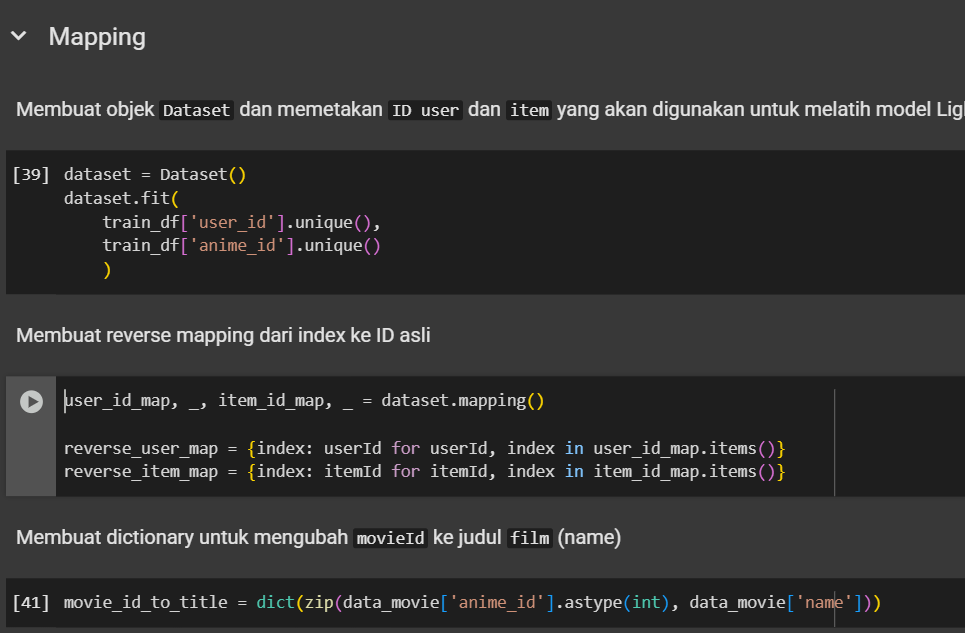 Mapping
Membuat objek Dataset dan memetakan ID user dan item yang akan digunakan untuk melatih model
[39] dataset = Dataset()
dataset.fit(
train_df['user_id'].unique(),
train_df['anime_id'].unique()
)
Membuat reverse mapping dari index ke ID asli
user_id_map, _, item_id_map, _ = dataset.mapping()
reverse_user_map = {index: userId for userId, index in user_id_map.items()}
reverse_item_map = {index: itemId for itemId, index in item_id_map.items()}
Membuat dictionary untuk mengubah movieId ke judul film (name)
[41] movie_id_to_title = dict(zip(data_movie['anime_id'].astype(int), data_movie['name']))